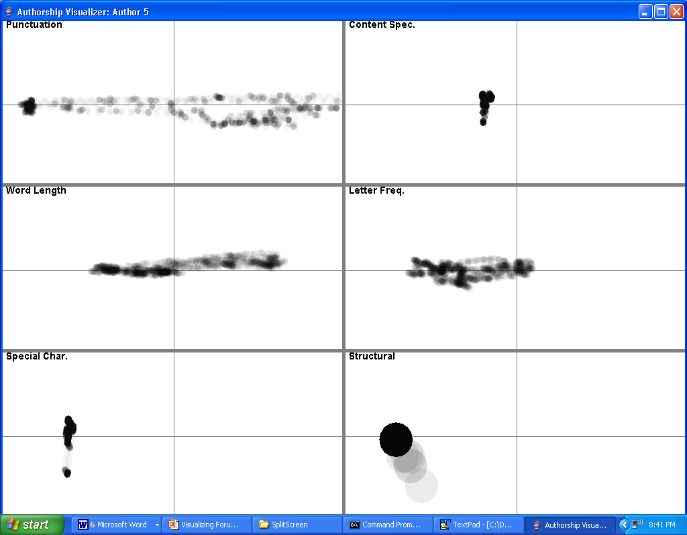 Authorship Visualizer: Author 5
Punctuation
Content Spec.
Word Length
Letter Freq.
Special Char.
Structural
start
6 Microsoft Word
Visualizing Foru...
SplitScreen
Command Prom...
TextPad - [C:\D...
Authorship Visua...
8:41 PM